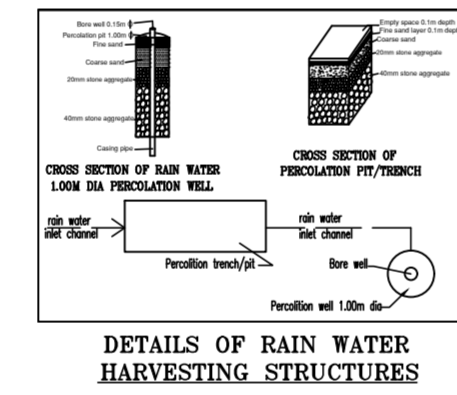 Bore well 0.15m ϕ
Percolation pit 1.00m ϕ
Fine sand
Coarse sand
20mm stone aggregate
40mm stone aggregate
Casing pipe
CROSS SECTION OF RAIN WATER
1.00M DIA PERCOLATION WELL
Empty space 0.1m depth
Fine sand layer 0.1m dept
Coarse sand
20mm stone aggregate
40mm stone aggregate
CROSS SECTION OF
PERCOLATION PIT/TRENCH
rain water
inlet channel
Percolition trench/pit
rain water
inlet channel
Bore well
Percolition well 1.00m dia
DETAILS OF RAIN WATER
HARVESTING STRUCTURES